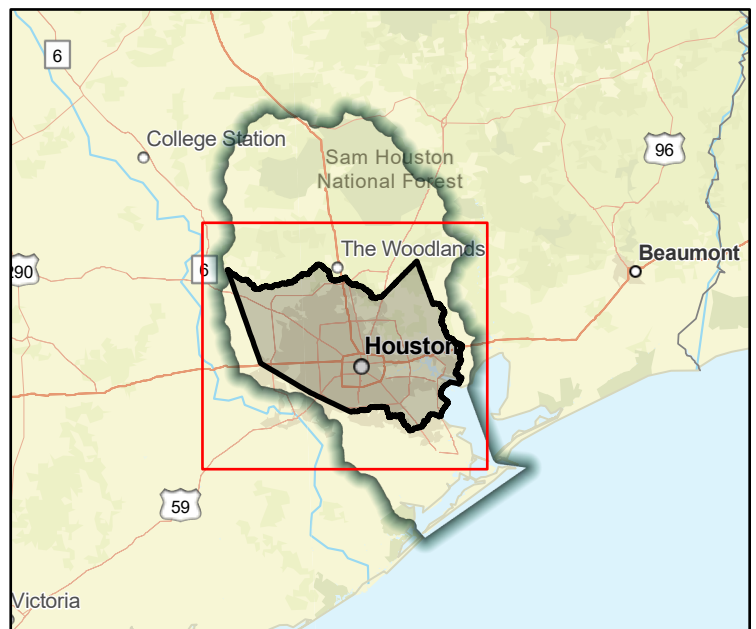 6
College Station
Sam Houston
National Forest
96
The Woodlands
Beaumont
290
6
Houston
59
Victoria